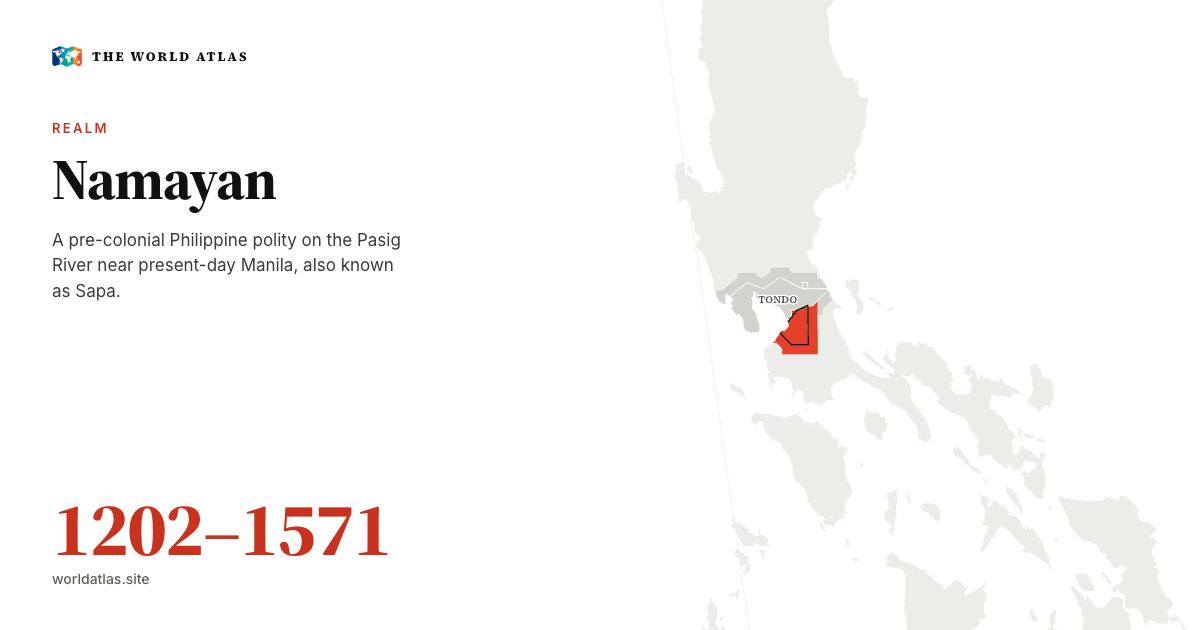 THE WORLD ATLAS
REALM
Namayan
A pre-colonial Philippine polity on the Pasig
River near present-day Manila, also known
as Sapa.
TONDO
1202–1571
worldatlas.site